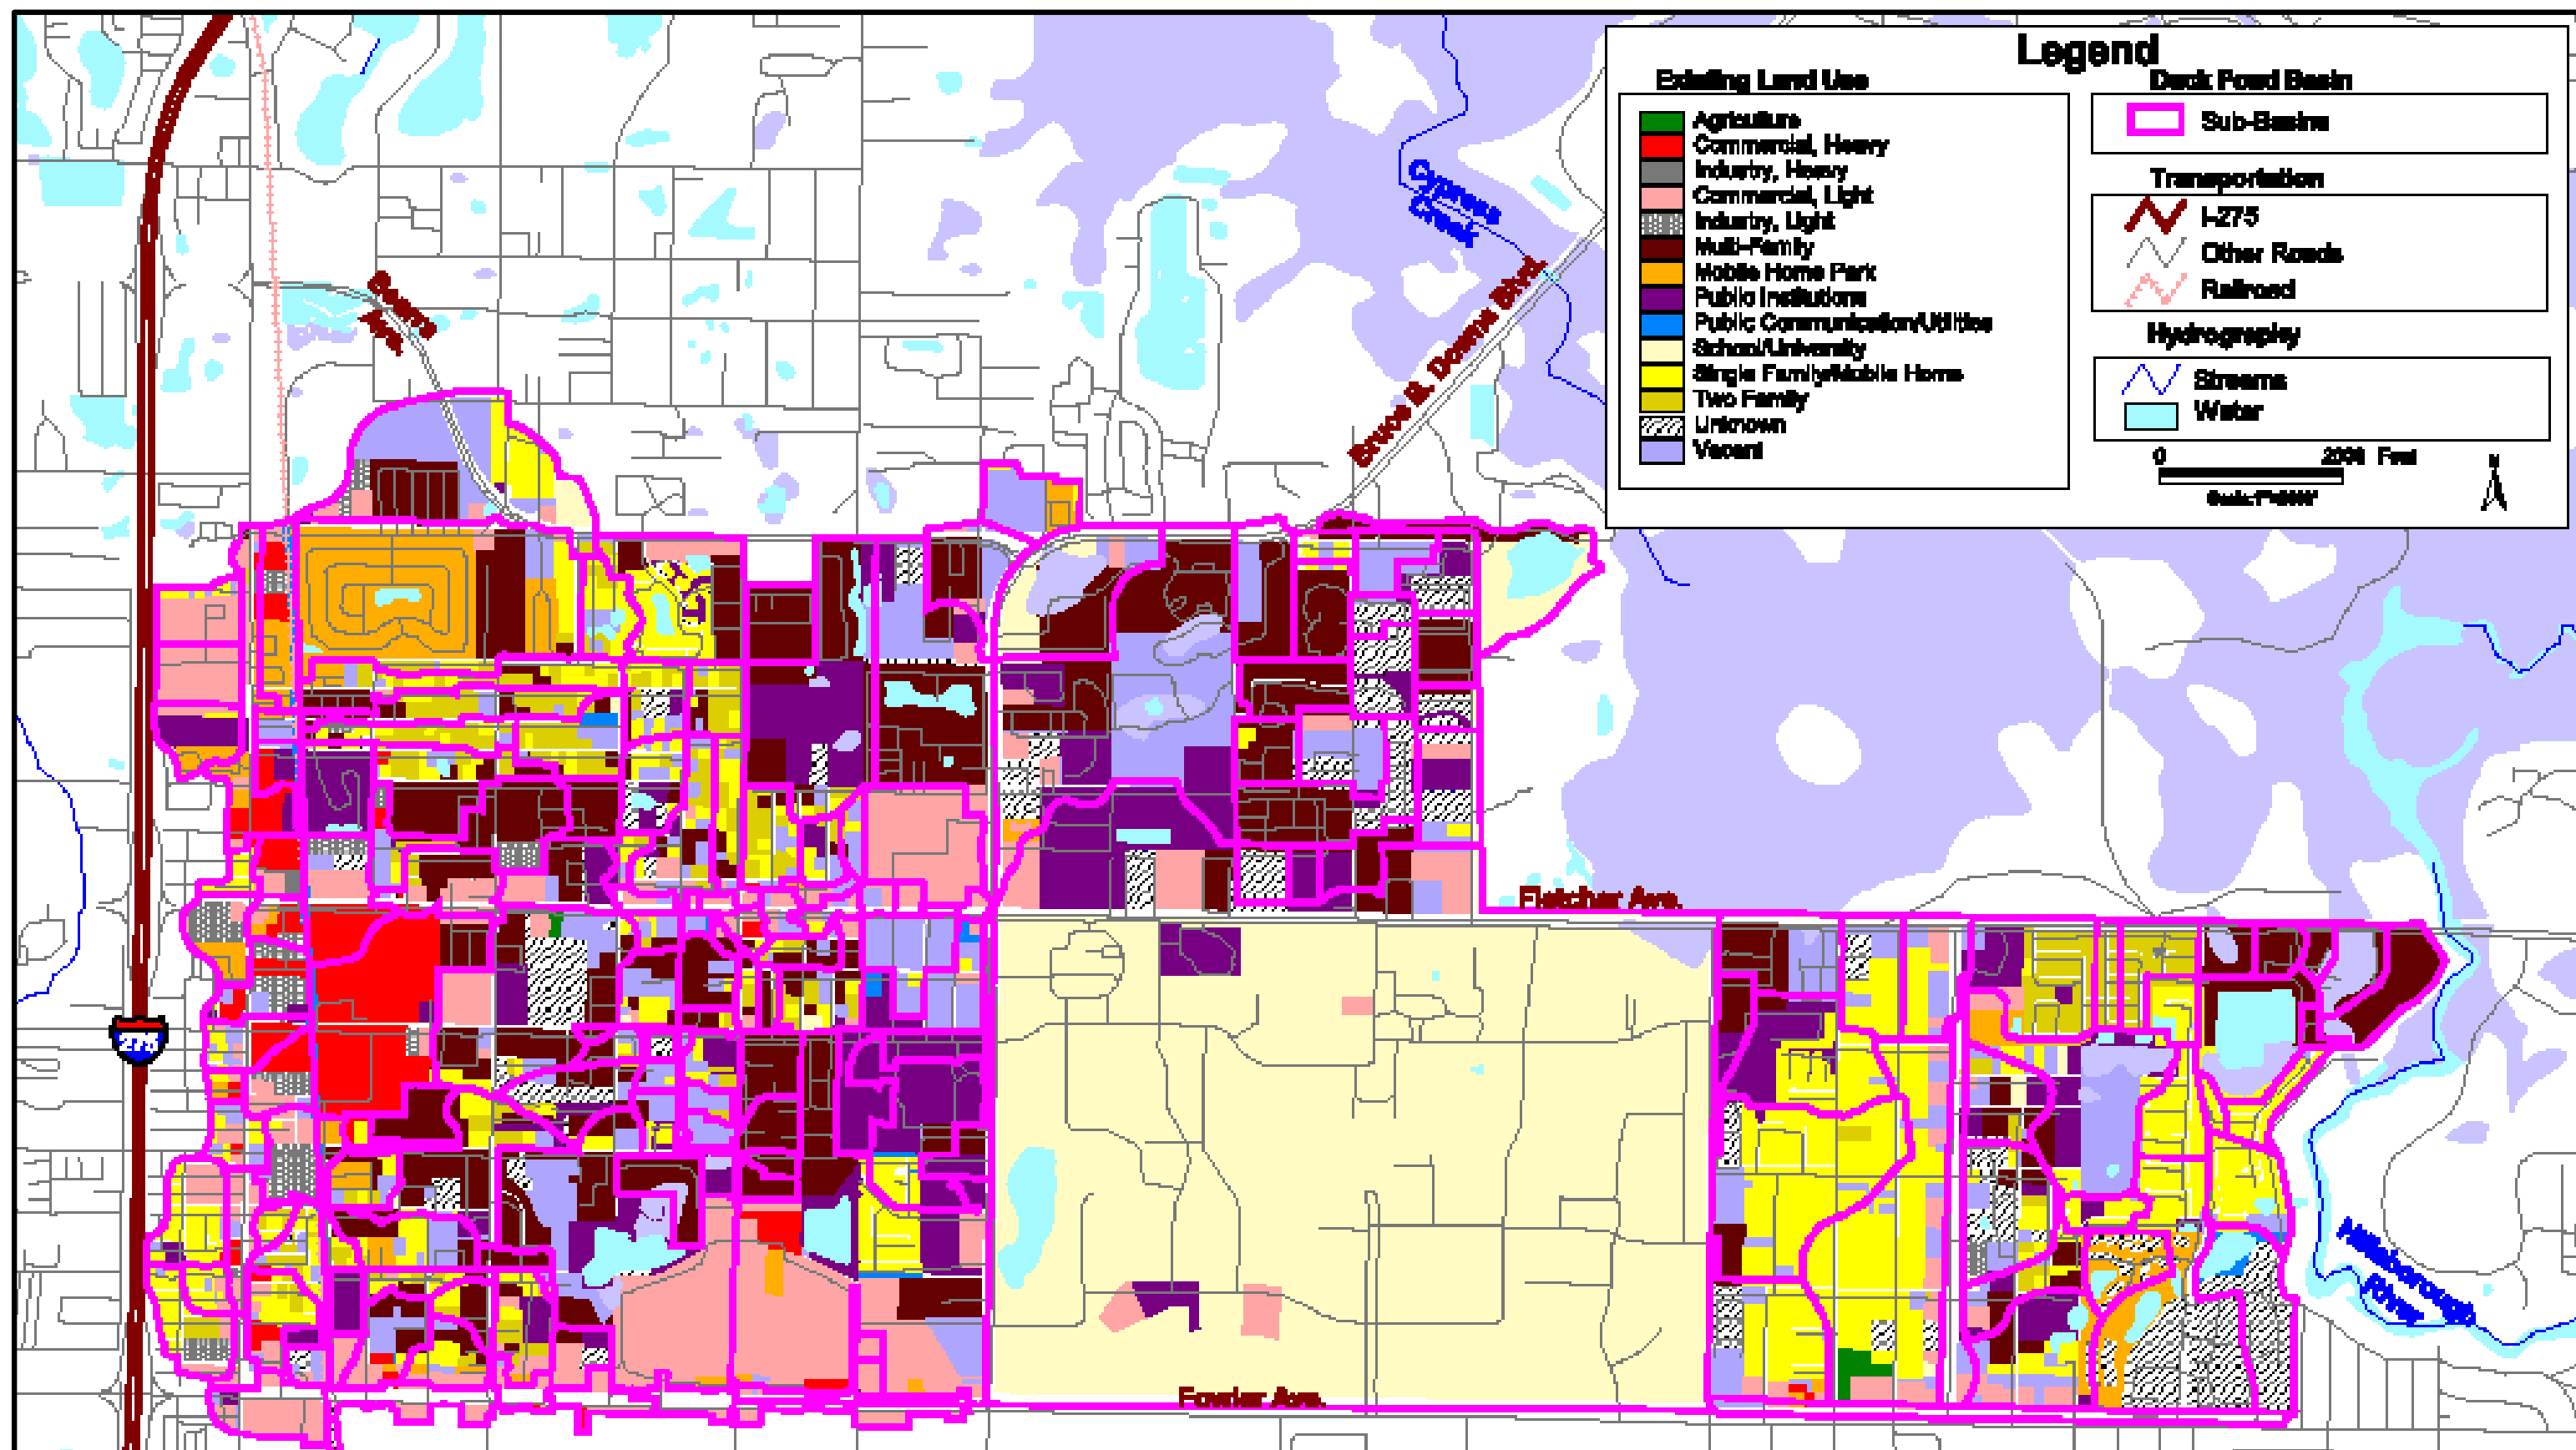 Legend
Existing Land Use
Agriculture
Commercial, Heavy
Industry, Heavy
Commercial, Light
Industry, Light
Multi-Family
Mobile Home Park
Public Institutions
Public Communication/Utilities
School/University
Single Family/Mobile Home
Two Family
Unknown
Vacant
Duck Pond Basin
Sub-Basins
Transportation
I-275
Other Roads
Railroad
Hydrography
Streams
Water
0 2000 Feet
N
Cypress
Creek
Bruce B. Downs Blvd.
Bearss
Ave.
Fletcher Ave.
275
Hillsborough
River
Fowler Ave.